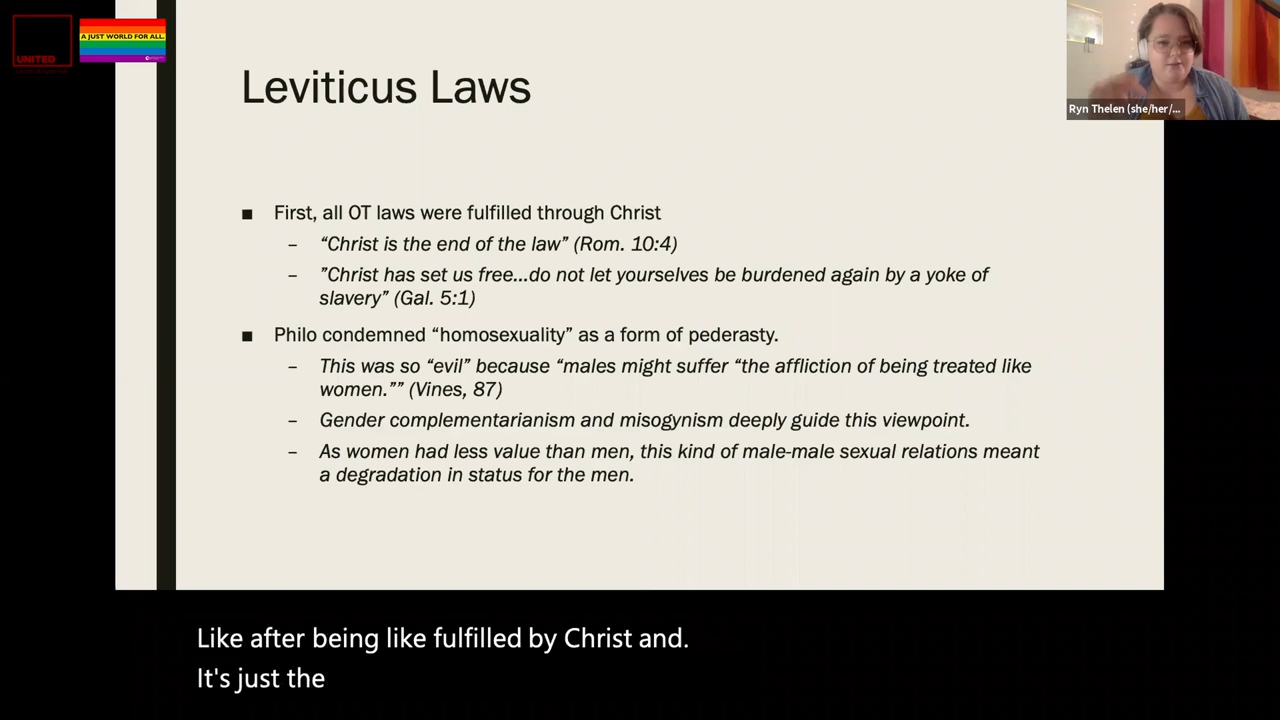 UNITED
A JUST WORLD FOR ALL.
Ryn Thelen (she/her/...
Leviticus Laws
■ First, all OT laws were fulfilled through Christ
– “Christ is the end of the law” (Rom. 10:4)
– ”Christ has set us free...do not let yourselves be burdened again by a yoke of
slavery” (Gal. 5:1)
■ Philo condemned “homosexuality” as a form of pederasty.
– This was so “evil” because “males might suffer “the affliction of being treated like
women.”” (Vines, 87)
– Gender complementarianism and misogynism deeply guide this viewpoint.
– As women had less value than men, this kind of male-male sexual relations meant
a degradation in status for the men.
Like after being like fulfilled by Christ and.
It's just the